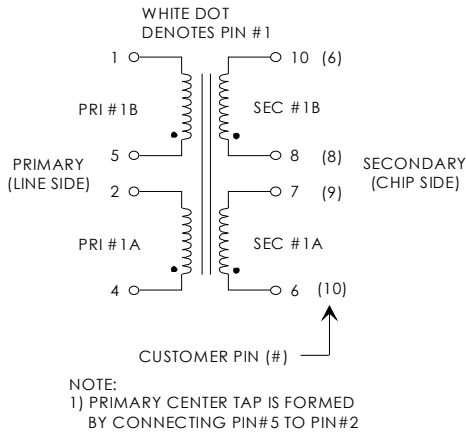 WHITE DOT
DENOTES PIN #1
1 10 (6)
PRI #1B SEC #1B
5 8 (8)
PRIMARY
(LINE SIDE)
SECONDARY
(CHIP SIDE)
2 7 (9)
PRI #1A SEC #1A
4 6 (10)
CUSTOMER PIN (#)
NOTE:
1) PRIMARY CENTER TAP IS FORMED
BY CONNECTING PIN#5 TO PIN#2